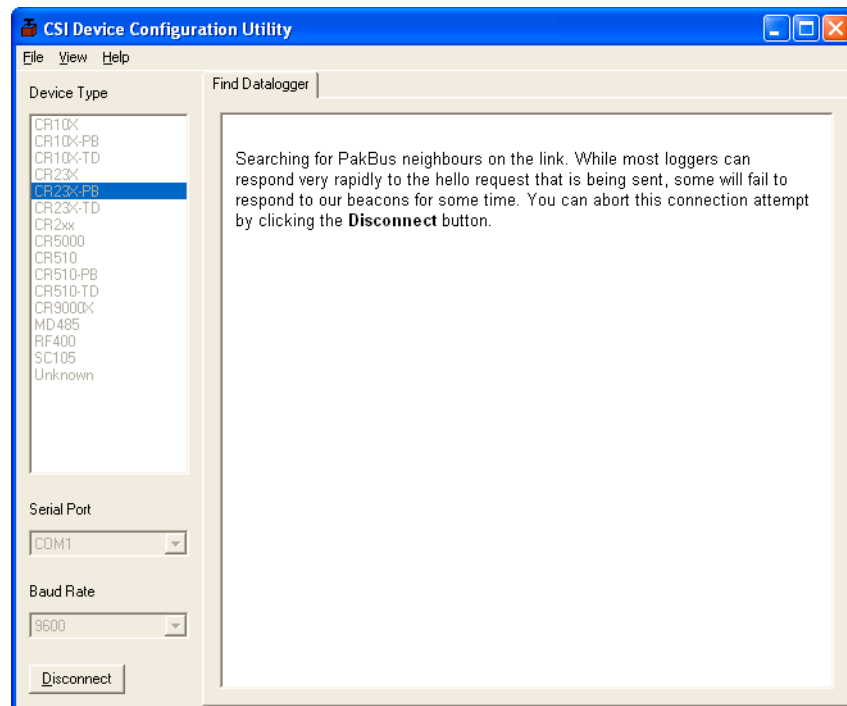 CSI Device Configuration Utility
File View Help
Device Type
CR10X
CR10X-PB
CR10X-TD
CR23X
CR23X-PB
CR23X-TD
CR2xx
CR5000
CR510
CR510-PB
CR510-TD
CR9000X
MD485
RF400
SC105
Unknown
Serial Port
COM1
Baud Rate
9600
Disconnect
Find Datalogger
Searching for PakBus neighbours on the link. While most loggers can
respond very rapidly to the hello request that is being sent, some will fail to
respond to our beacons for some time. You can abort this connection attempt
by clicking the Disconnect button.